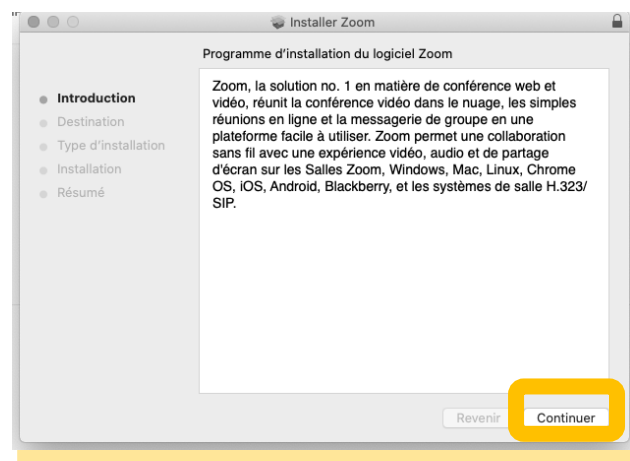 Installer Zoom
Programme d'installation du logiciel Zoom
Introduction
Destination
Type d'installation
Installation
Résumé
Zoom, la solution no. 1 en matière de conférence web et
vidéo, réunit la conférence vidéo dans le nuage, les simples
réunions en ligne et la messagerie de groupe en une
plateforme facile à utiliser. Zoom permet une collaboration
sans fil avec une expérience vidéo, audio et de partage
d'écran sur les Salles Zoom, Windows, Mac, Linux, Chrome
OS, iOS, Android, Blackberry, et les systèmes de salle H.323/
SIP.
Revenir
Continuer